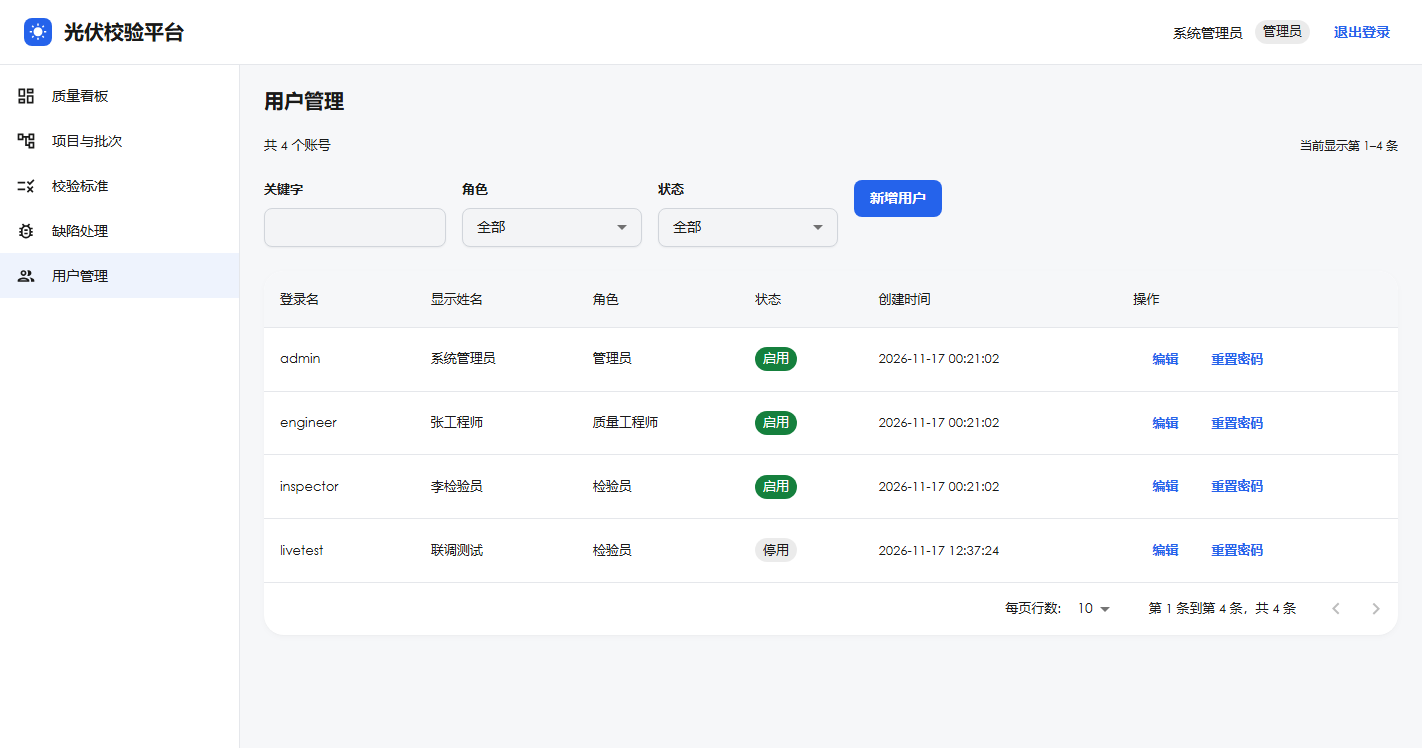 光伏校验平台
系统管理员 管理员 退出登录
质量看板
项目与批次
校验标准
缺陷处理
用户管理
用户管理
共 4 个账号 当前显示第 1–4 条
关键字 角色 状态
全部 全部 新增用户
登录名 显示姓名 角色 状态 创建时间 操作
admin 系统管理员 管理员 启用 2026-11-17 00:21:02 编辑 重置密码
engineer 张工程师 质量工程师 启用 2026-11-17 00:21:02 编辑 重置密码
inspector 李检验员 检验员 启用 2026-11-17 00:21:02 编辑 重置密码
livetest 联调测试 检验员 停用 2026-11-17 12:37:24 编辑 重置密码
每页行数: 10 第 1 条到第 4 条，共 4 条